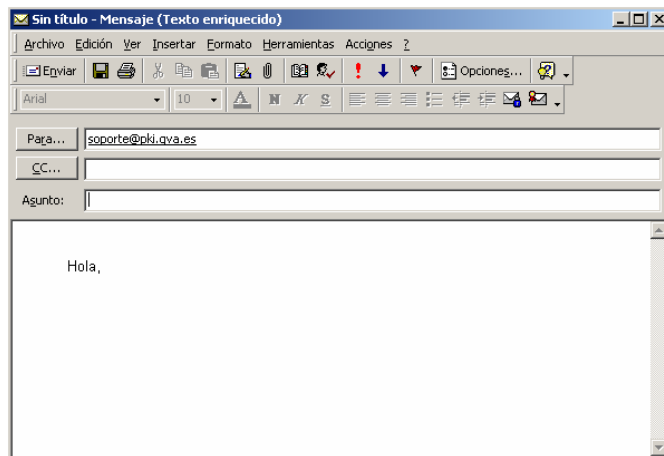 Sin título - Mensaje (Texto enriquecido)
Archivo Edición Ver Insertar Formato Herramientas Acciones ?
Enviar Opciones...
Arial 10 A N K S
Para... soporte@pki.gva.es
CC...
Asunto:
Hola,